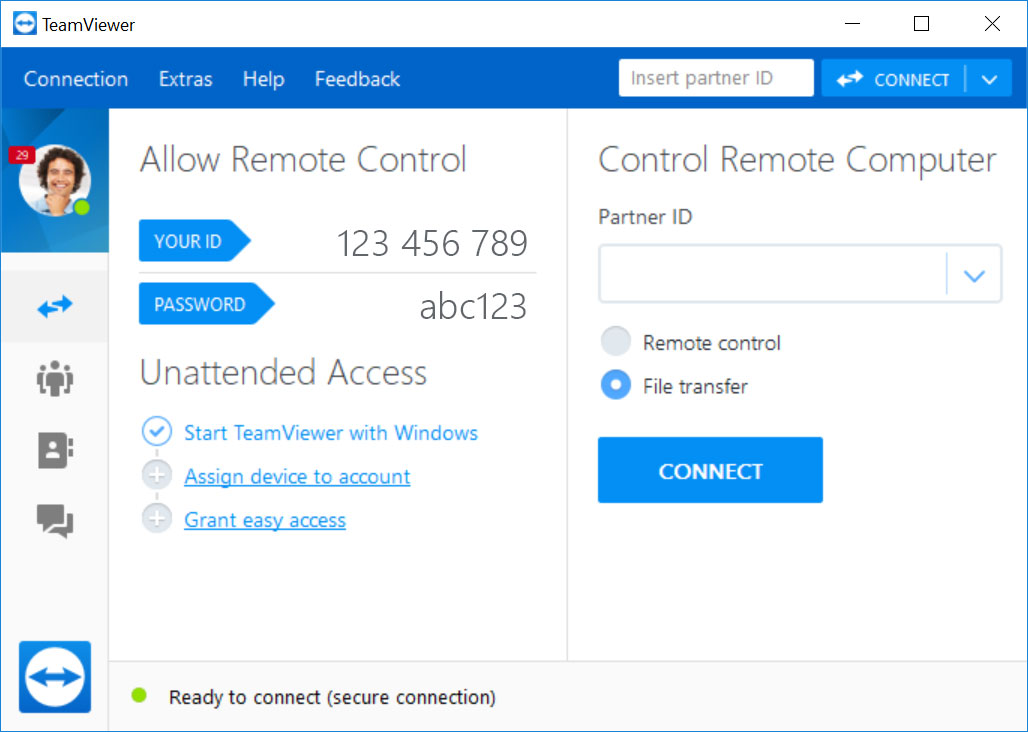 TeamViewer
Connection Extras Help Feedback Insert partner ID CONNECT
29
Allow Remote Control
YOUR ID 123 456 789
PASSWORD abc123
Unattended Access
Start TeamViewer with Windows
Assign device to account
Grant easy access
Control Remote Computer
Partner ID
Remote control
File transfer
CONNECT
Ready to connect (secure connection)